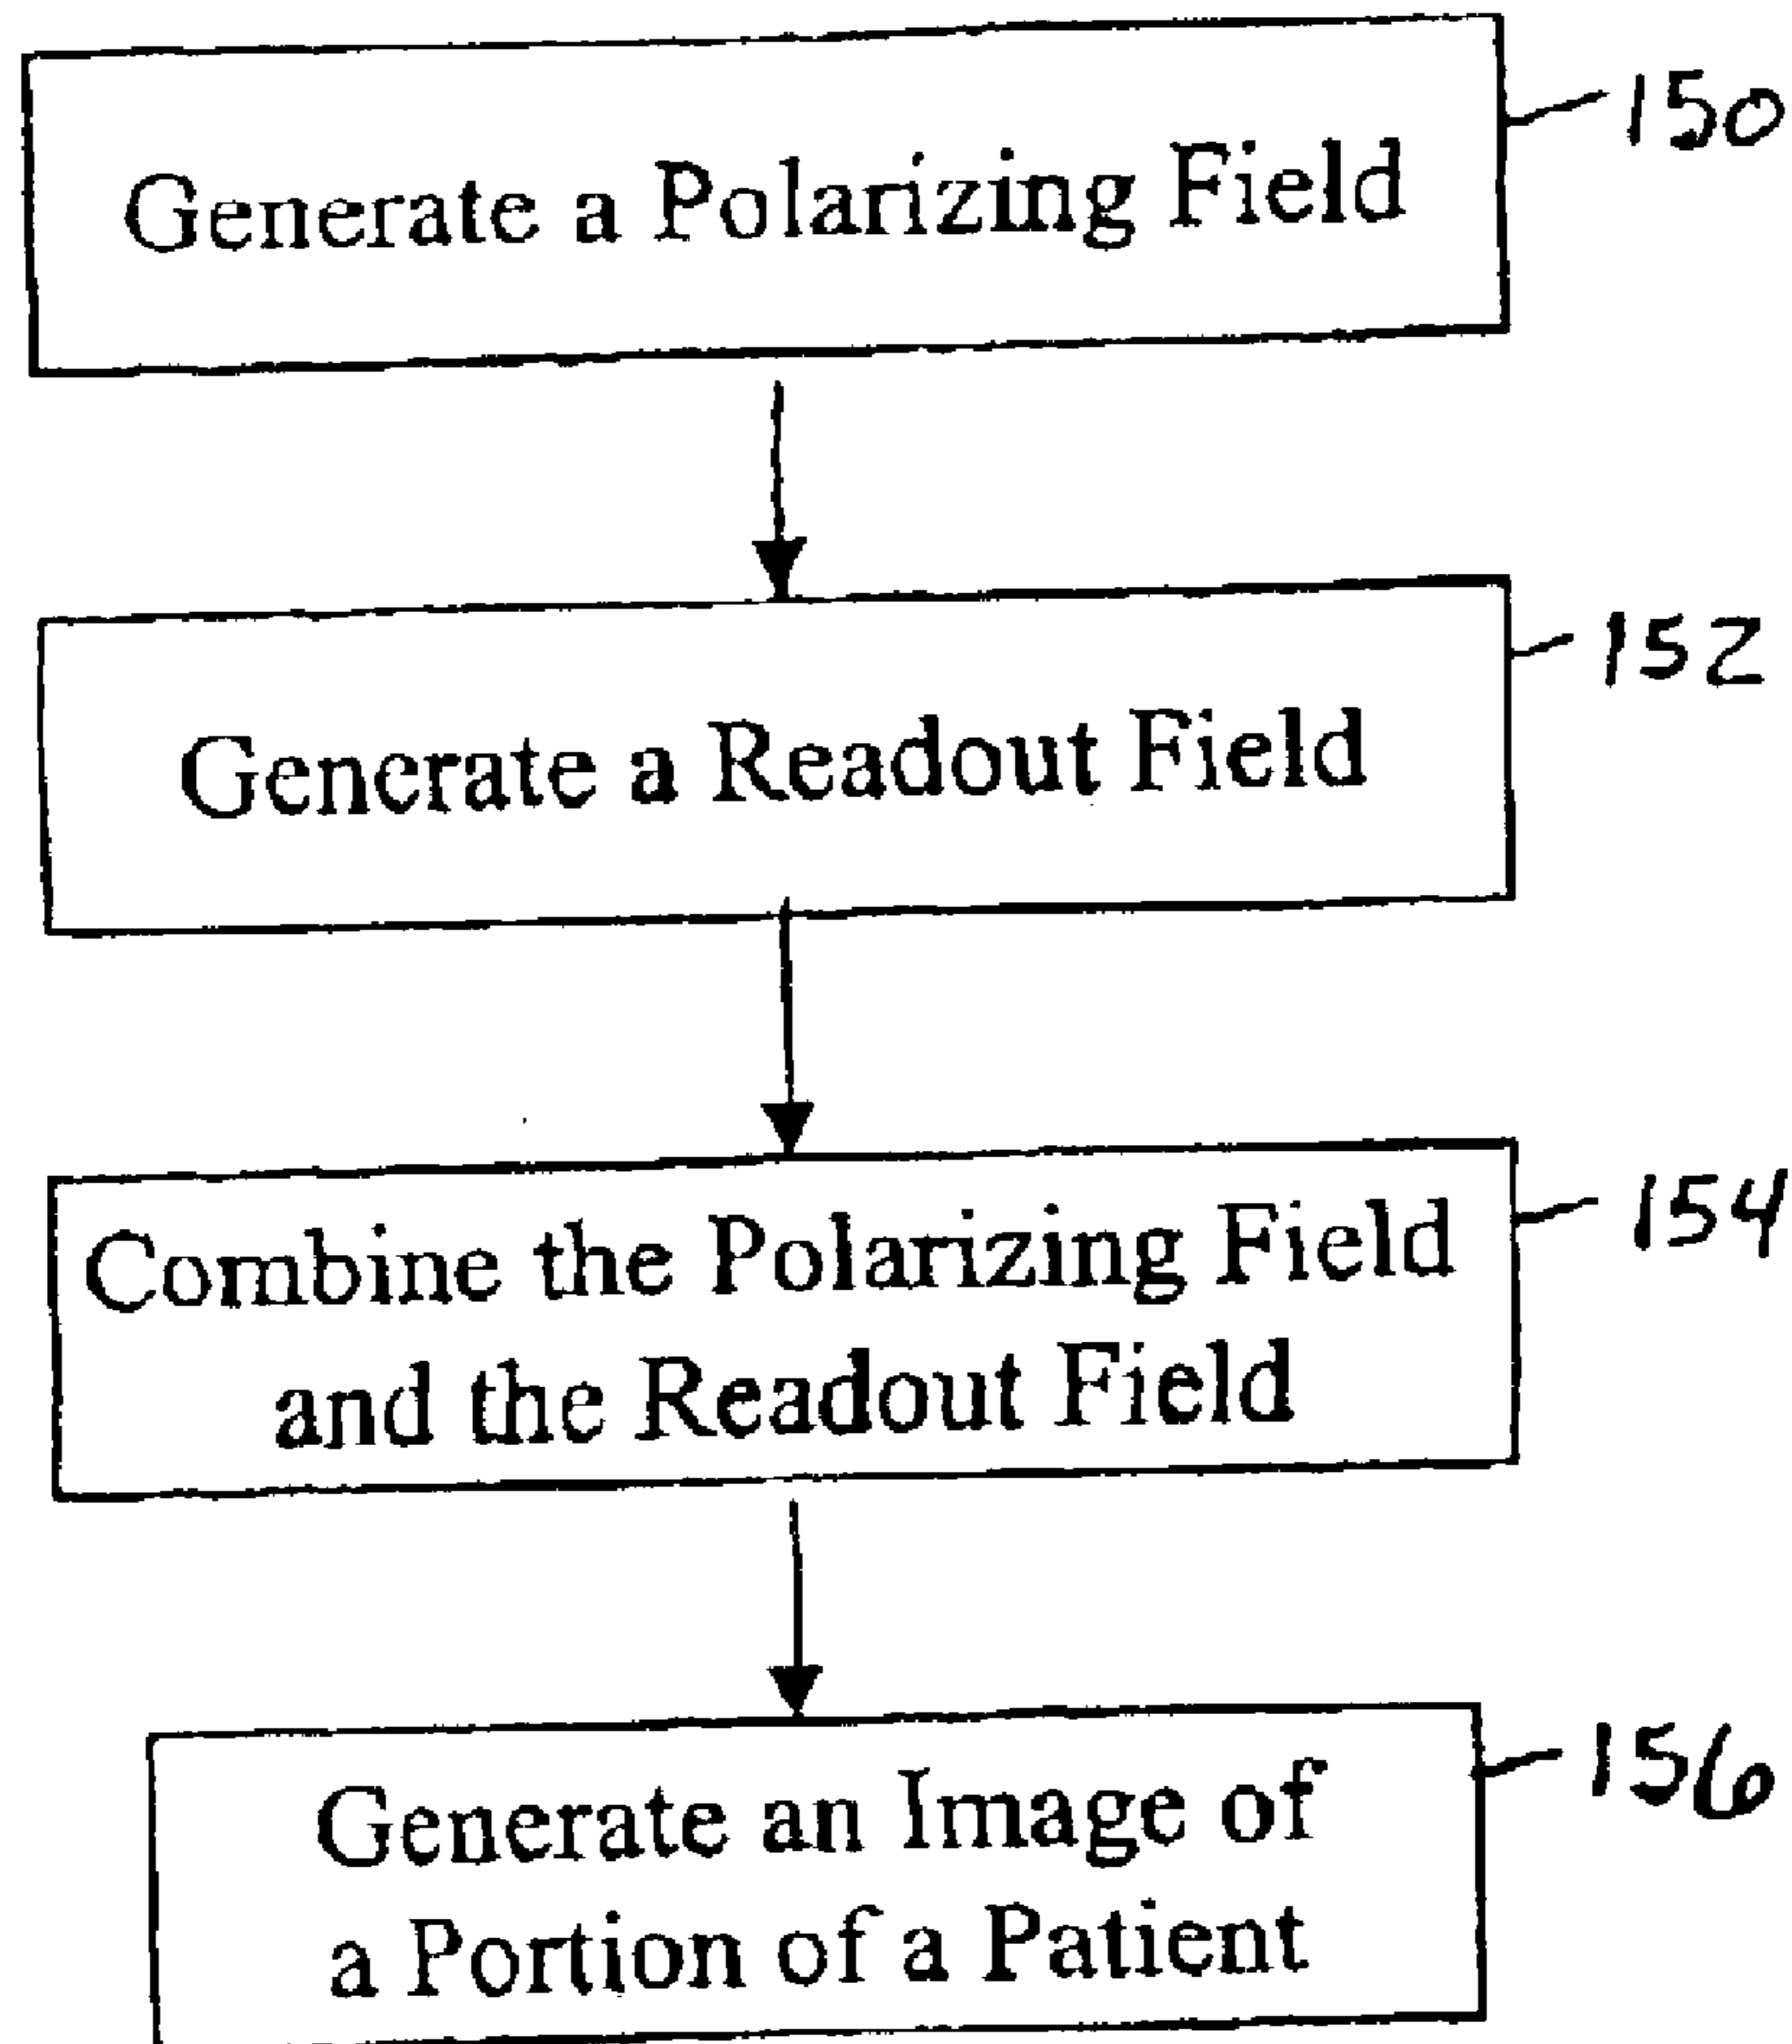 Generate a Polarizing Field
150
Generate a Readout Field
152
Combine the Polarizing Field
and the Readout Field
154
Generate an Image of
a Portion of a Patient
156